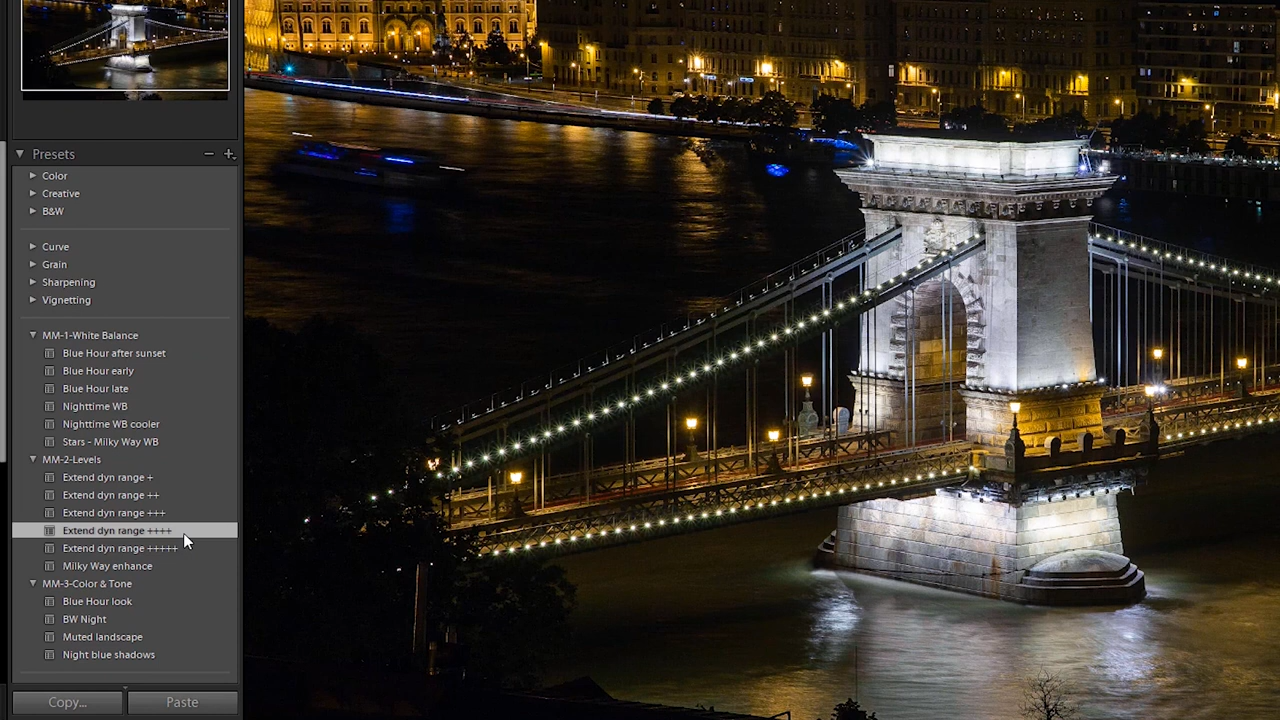 Presets
Color
Creative
B&W
Curve
Grain
Sharpening
Vignetting
MM-1-White Balance
Blue Hour after sunset
Blue Hour early
Blue Hour late
Nighttime WB
Nighttime WB cooler
Stars - Milky Way WB
MM-2-Levels
Extend dyn range +
Extend dyn range ++
Extend dyn range +++
Extend dyn range ++++
Extend dyn range +++++
Milky Way enhance
MM-3-Color & Tone
Blue Hour look
BW Night
Muted landscape
Night blue shadows
Copy... Paste